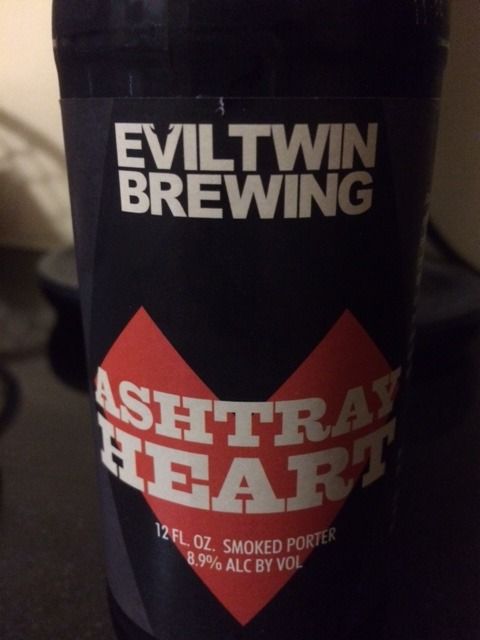 EVILTWIN
BREWING
ASHTRAY
HEART
12 FL. OZ. SMOKED PORTER
8.9% ALC BY VOL